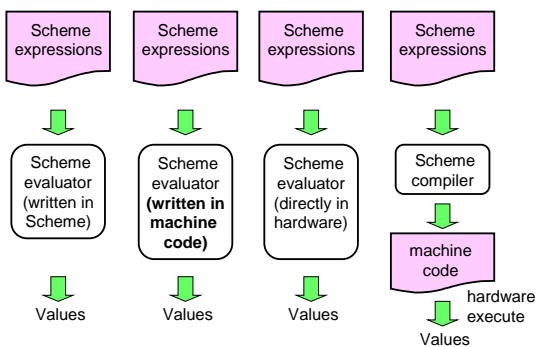 Scheme
expressions
Scheme
evaluator
(written in
Scheme)
Values
Scheme
expressions
Scheme
evaluator
(written in
machine
code)
Values
Scheme
expressions
Scheme
evaluator
(directly in
hardware)
Values
Scheme
expressions
Scheme
compiler
machine
code
hardware
execute
Values